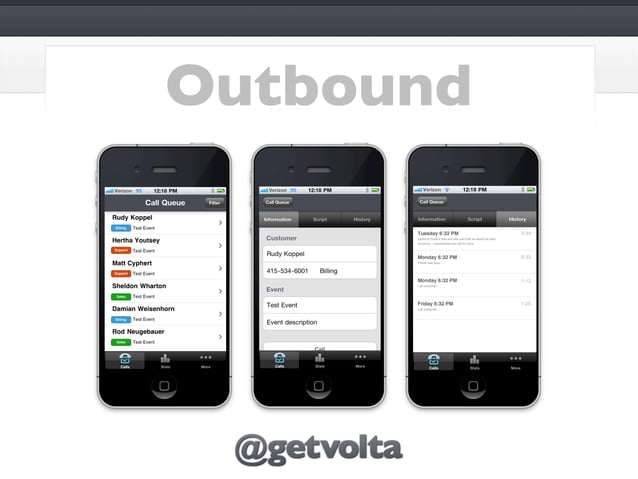 Outbound
Verizon 12:18 PM
Call Queue Filter
Rudy Koppel
Billing Test Event
Hertha Youtsey
Support Test Event
Matt Cyphert
Support Test Event
Sheldon Wharton
Sales Test Event
Damian Weisenhorn
Billing Test Event
Rod Neugebauer
Sales Test Event
Calls Stats More
Verizon 12:18 PM
Call Queue
Information Script History
Customer
Rudy Koppel
415-534-6001 Billing
Event
Test Event
Event description
Call
Calls Stats More
Verizon 12:19 PM
Call Queue
Information Script History
Tuesday 6:32 PM
Monday 6:32 PM
Monday 6:32 PM
Friday 6:32 PM
Calls Stats More
@getvolta